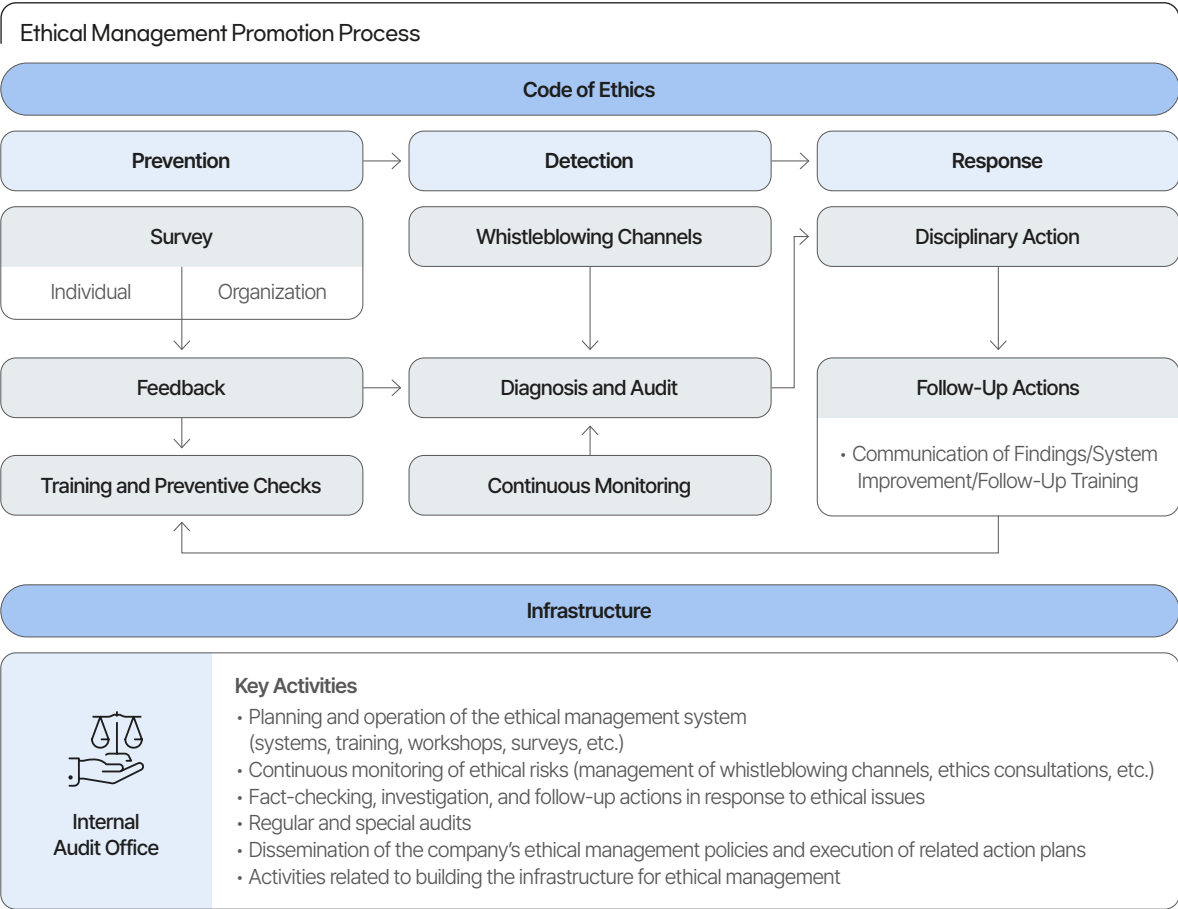 Ethical Management Promotion Process
Code of Ethics
Prevention
Detection
Response
Survey
Individual
Organization
Feedback
Training and Preventive Checks
Whistleblowing Channels
Diagnosis and Audit
Continuous Monitoring
Disciplinary Action
Follow-Up Actions
• Communication of Findings/System
Improvement/Follow-Up Training
Infrastructure
Internal
Audit Office
Key Activities
• Planning and operation of the ethical management system
(systems, training, workshops, surveys, etc.)
• Continuous monitoring of ethical risks (management of whistleblowing channels, ethics consultations, etc.)
• Fact-checking, investigation, and follow-up actions in response to ethical issues
• Regular and special audits
• Dissemination of the company's ethical management policies and execution of related action plans
• Activities related to building the infrastructure for ethical management